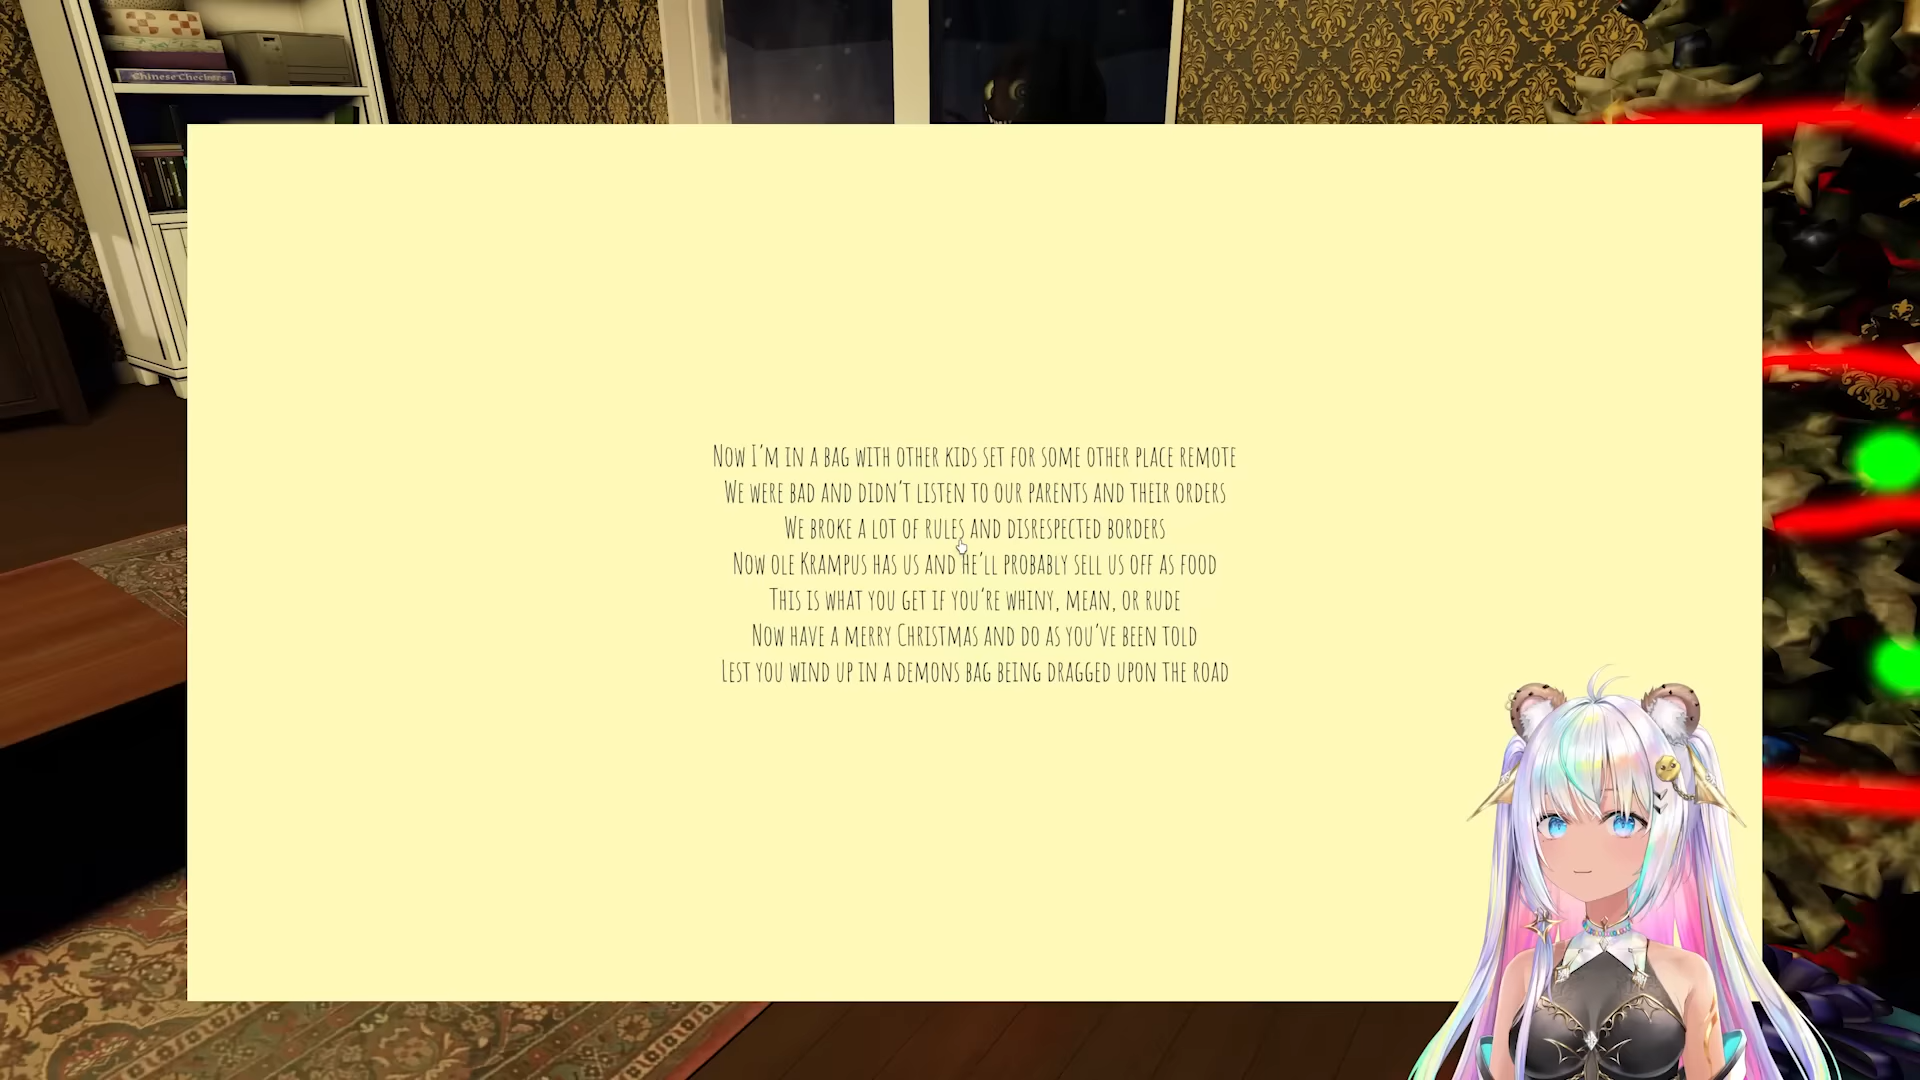 Chinese Checkers
Now I'm in a bag with other kids set for some other place remote
We were bad and didn't listen to our parents and their orders
We broke a lot of rules and disrespected borders
Now ole Krampus has us and he'll probably sell us off as food
This is what you get if you're whiny, mean, or rude
Now have a merry Christmas and do as you've been told
Lest you wind up in a demons bag being dragged upon the road